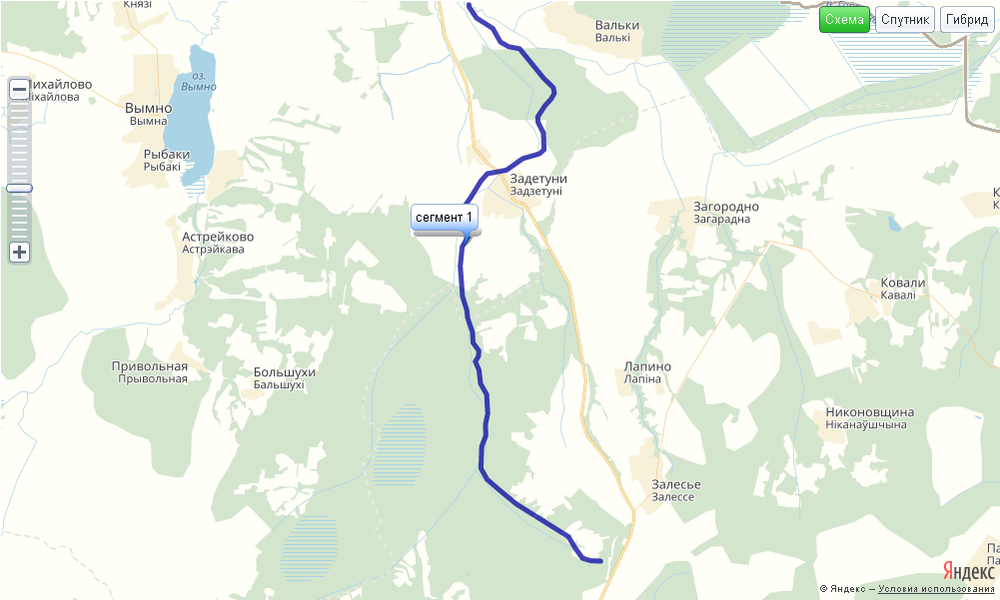 Князі
Вальки
Валькі
Схема
Спутник
Гибрид
оз.
Вымно
ихайлово
іхайлова
Вымно
Вымна
Рыбаки
Рыбакі
Задетуни
Задзетуні
сегмент 1
Загородно
Загарадна
Астрейково
Астрэйкава
Ковали
Кавалі
Привольная
Прывольная
Большухи
Бальшухі
Лапино
Лапіна
Никоновщина
Ніканаўшчына
Залесье
Залессе
Па
Па
Яндекс
© Яндекс — Условия использования